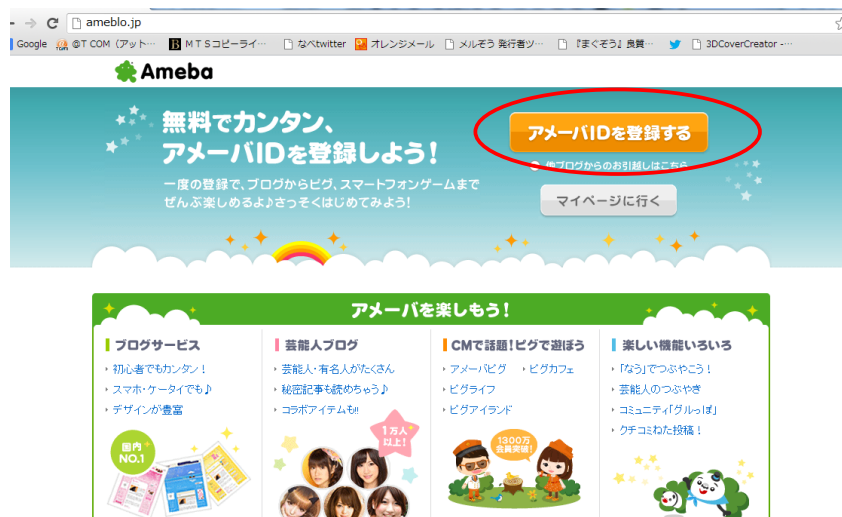 ameblo.jp
Google @T COM（アット… ＭＴＳコピーライ… なべtwitter オレンジメール メルぞう 発行者ツ… 『まぐぞう』良質… 3DCoverCreator -…
Ameba
無料でカンタン、
アメーバIDを登録しよう！
一度の登録で、ブログからピグ、スマートフォンゲームまで
ぜんぶ楽しめるよ♪さっそくはじめてみよう！
アメーバIDを登録する
他ブログからのお引越しはこちら
マイページに行く
アメーバを楽しもう！
ブログサービス
初心者でもカンタン！
スマホ・ケータイでも♪
デザインが豊富
国内
NO.1
芸能人ブログ
芸能人・有名人がたくさん
秘密記事も読めちゃう♪
コラボアイテムも!!
1万人
以上！
CMで話題！ピグで遊ぼう
アメーバピグ ピグカフェ
ピグライフ
ピグアイランド
1300万
会員突破！
楽しい機能いろいろ
「なう」でつぶやこう！
芸能人のつぶやき
コミュニティ「グルっぽ」
クチコミねた投稿！